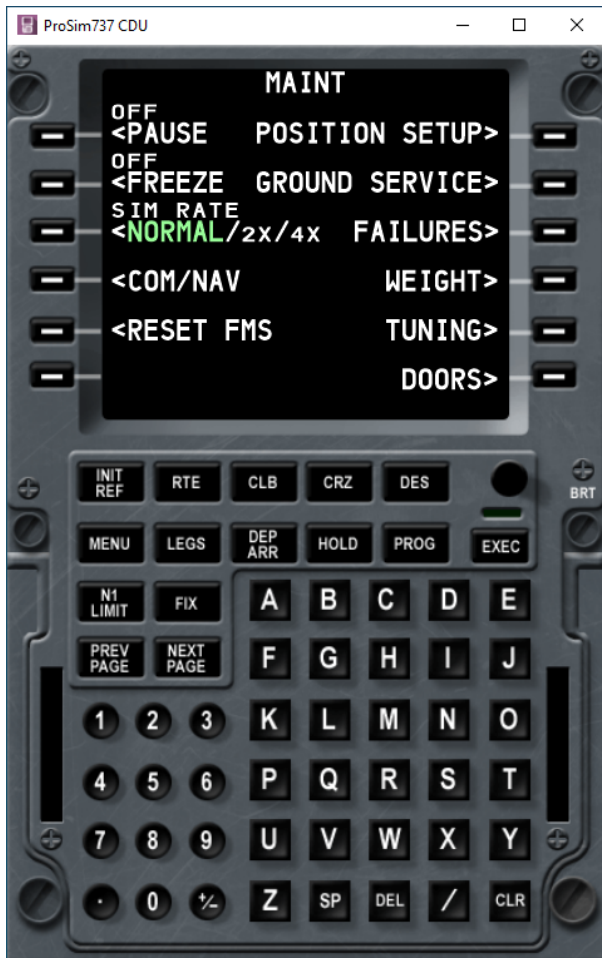 ProSim737 CDU
MAINT
OFF
<PAUSE POSITION SETUP>
OFF
<FREEZE GROUND SERVICE>
SIM RATE
<NORMAL/2X/4X FAILURES>
<COM/NAV WEIGHT>
<RESET FMS TUNING>
DOORS>
INIT REF RTE CLB CRZ DES
BRT
MENU LEGS DEP ARR HOLD PROG EXEC
N1 LIMIT FIX A B C D E
PREV PAGE NEXT PAGE F G H I J
1 2 3 K L M N O
4 5 6 P Q R S T
7 8 9 U V W X Y
. 0 +/- Z SP DEL / CLR